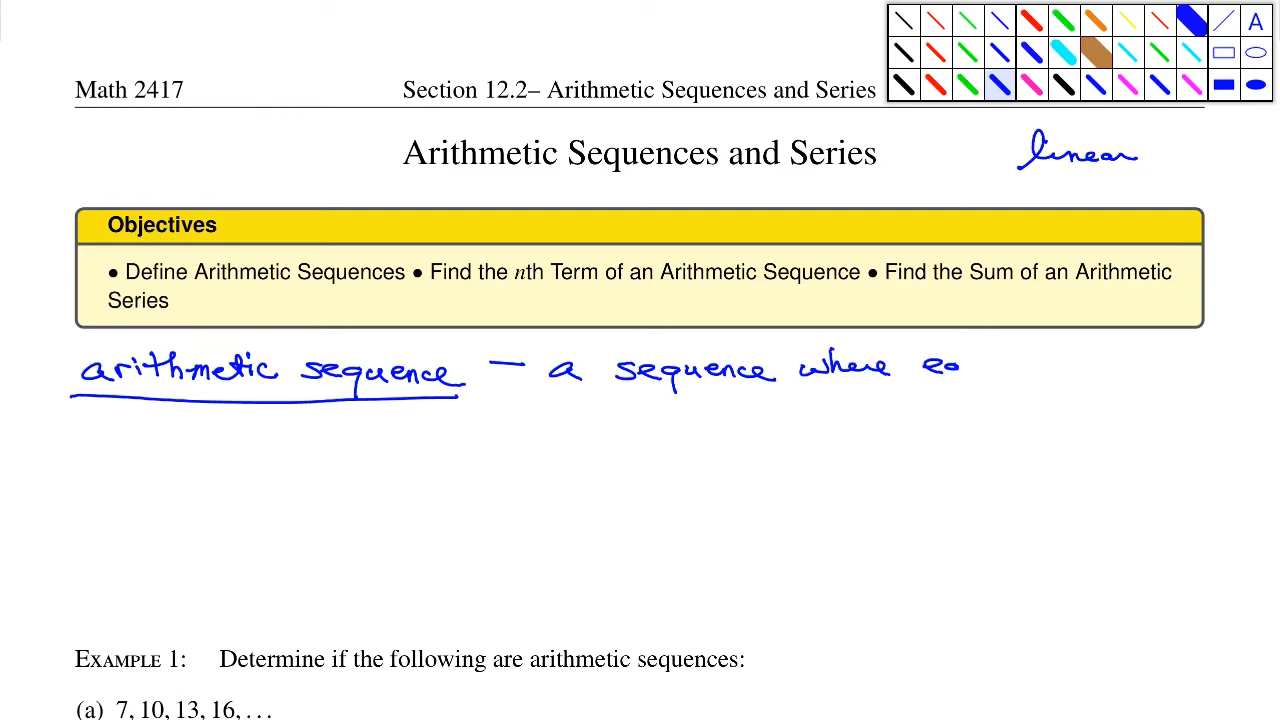 A
Math 2417 Section 12.2– Arithmetic Sequences and Series
Arithmetic Sequences and Series linear
Objectives
• Define Arithmetic Sequences • Find the nth Term of an Arithmetic Sequence • Find the Sum of an Arithmetic
Series
arithmetic sequence — a sequence where ea
EXAMPLE 1: Determine if the following are arithmetic sequences:
(a) 7, 10, 13, 16, . . .